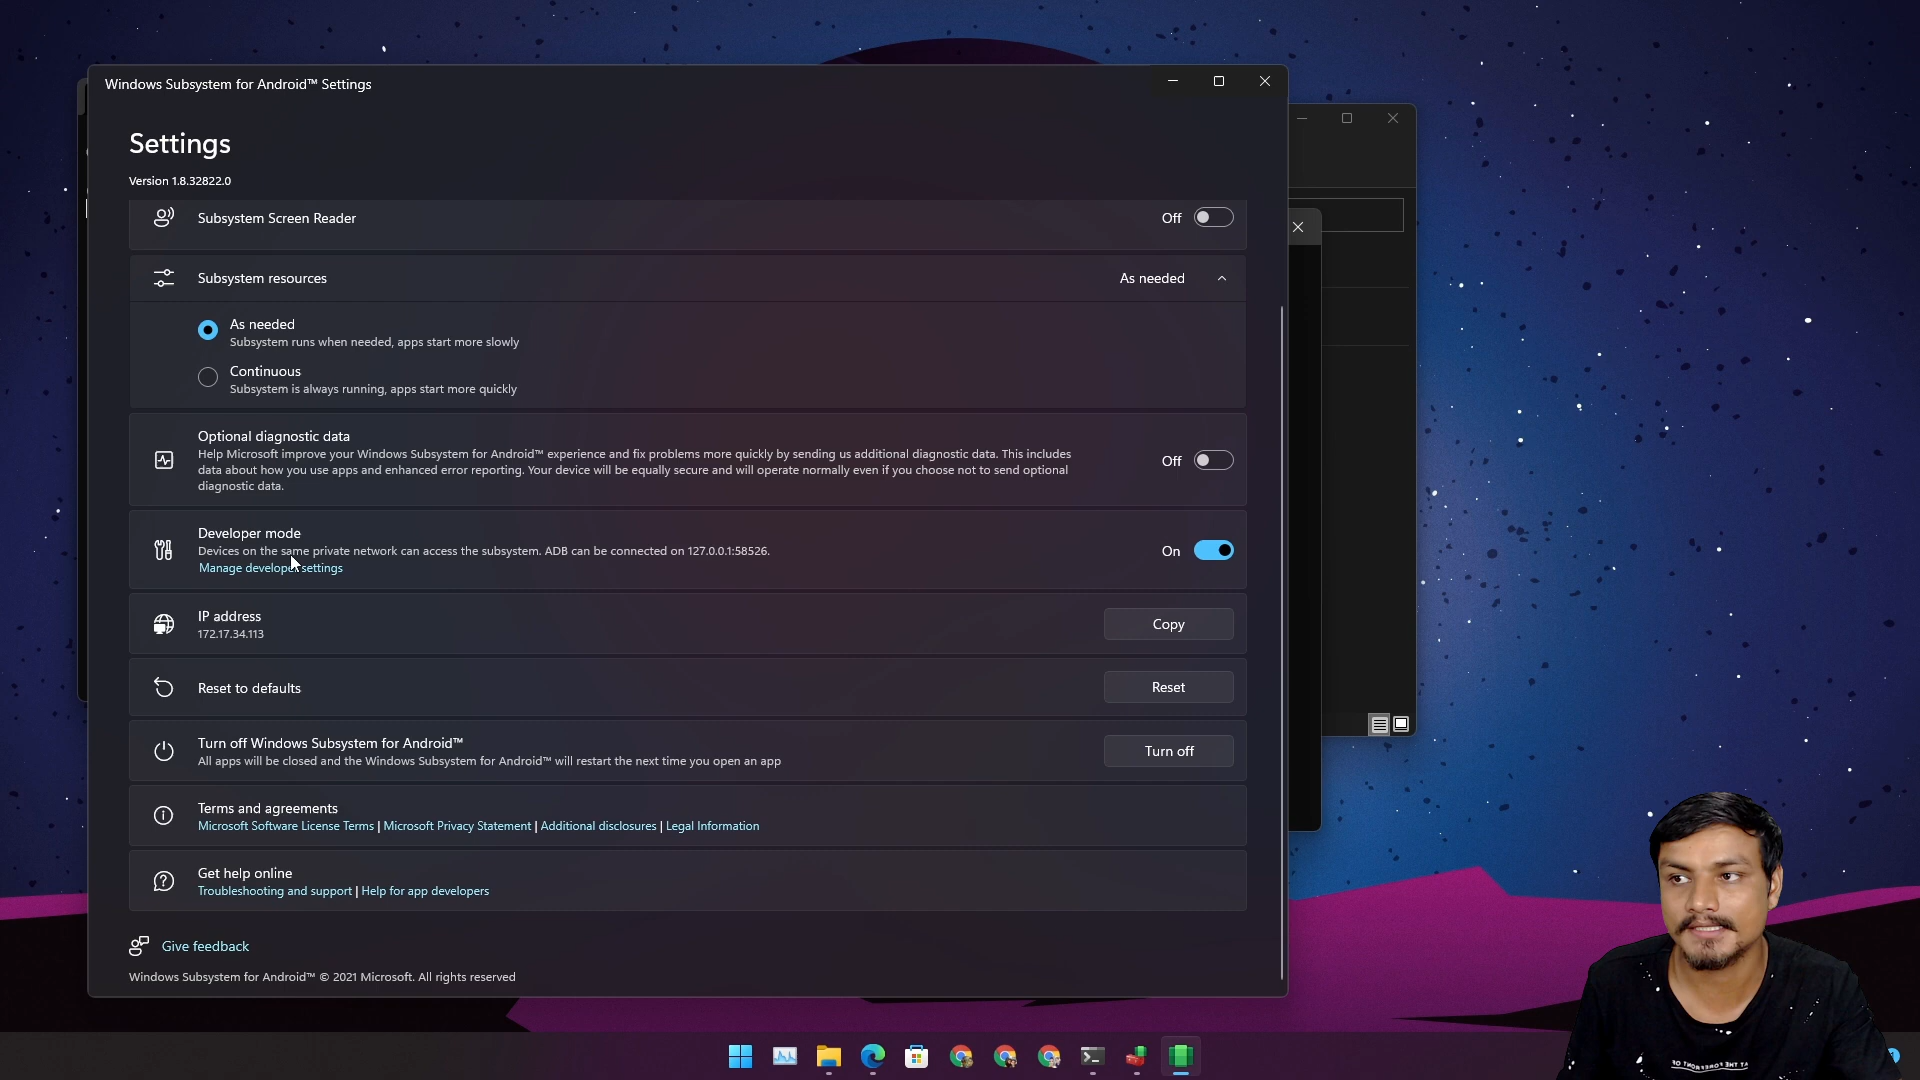 Windows Subsystem for Android™ Settings
Settings
Version 1.8.32822.0
Subsystem Screen Reader
Off
Subsystem resources
As needed
As needed
Subsystem runs when needed, apps start more slowly
Continuous
Subsystem is always running, apps start more quickly
Optional diagnostic data
Help Microsoft improve your Windows Subsystem for Android™ experience and fix problems more quickly by sending us additional diagnostic data. This includes
data about how you use apps and enhanced error reporting. Your device will be equally secure and will operate normally even if you choose not to send optional
diagnostic data.
Off
Developer mode
Devices on the same private network can access the subsystem. ADB can be connected on 127.0.0.1:58526.
Manage developer settings
On
IP address
172.17.34.113
Copy
Reset to defaults
Reset
Turn off Windows Subsystem for Android™
All apps will be closed and the Windows Subsystem for Android™ will restart the next time you open an app
Turn off
Terms and agreements
Microsoft Software License Terms | Microsoft Privacy Statement | Additional disclosures | Legal Information
Get help online
Troubleshooting and support | Help for app developers
Give feedback
Windows Subsystem for Android™ © 2021 Microsoft. All rights reserved